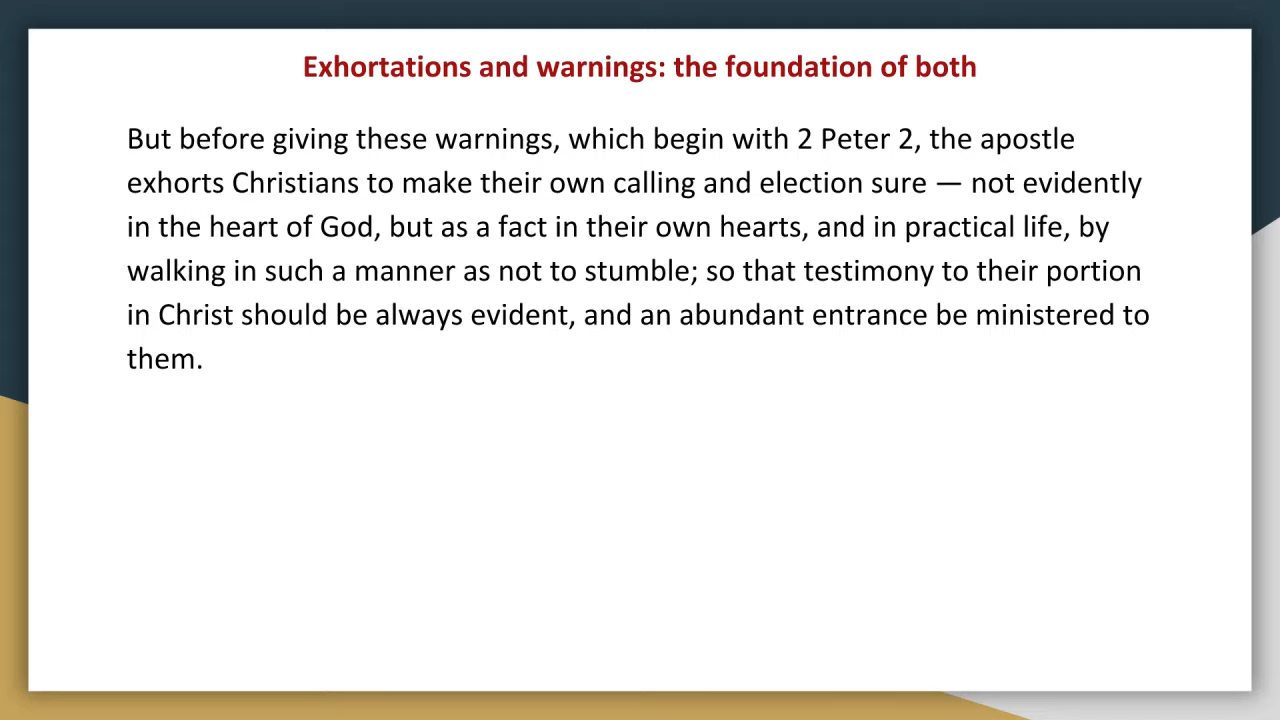 Exhortations and warnings: the foundation of both
But before giving these warnings, which begin with 2 Peter 2, the apostle
exhorts Christians to make their own calling and election sure — not evidently
in the heart of God, but as a fact in their own hearts, and in practical life, by
walking in such a manner as not to stumble; so that testimony to their portion
in Christ should be always evident, and an abundant entrance be ministered to
them.